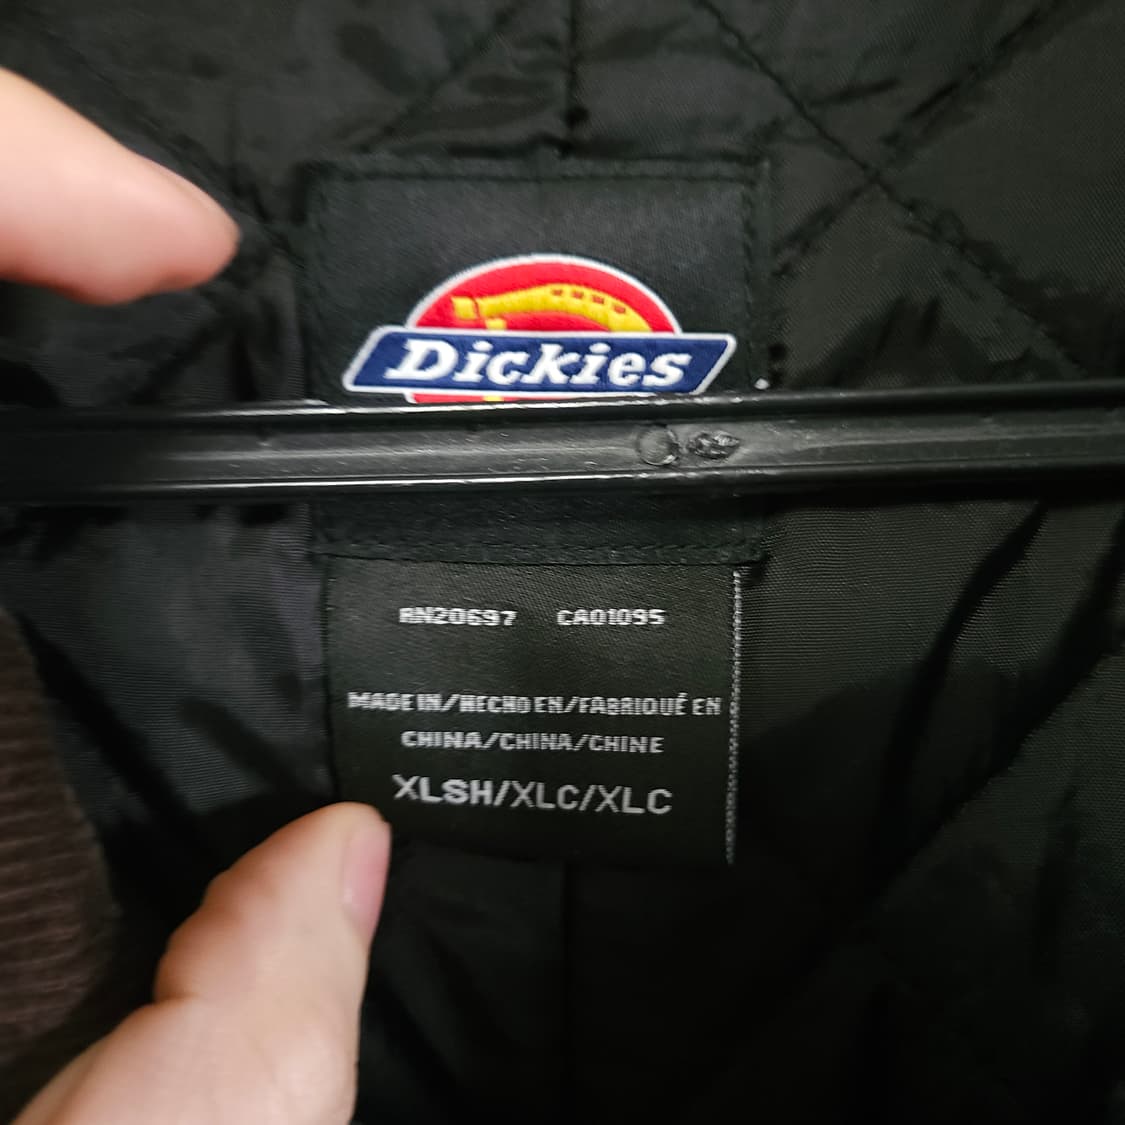 Dickies
RN20697 CA01095
MADE IN/HECHO EN/FABRIQUÉ EN
CHINA/CHINA/CHINE
XLSH/XLC/XLC